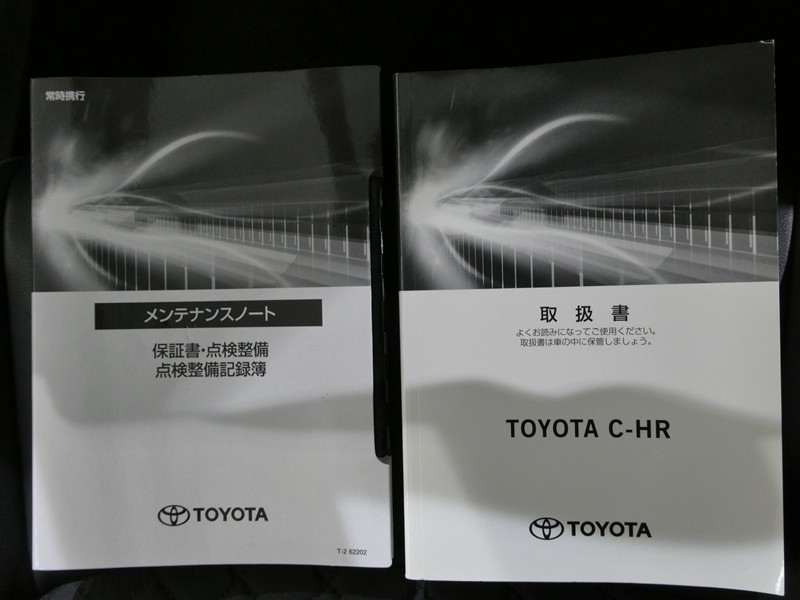 常時携行
メンテナンスノート
保証書・点検整備
点検整備記録簿
TOYOTA
T-2 62202
取扱書
よくお読みになってご使用ください。
取扱書は車の中に保管しましょう。
TOYOTA C-HR
TOYOTA